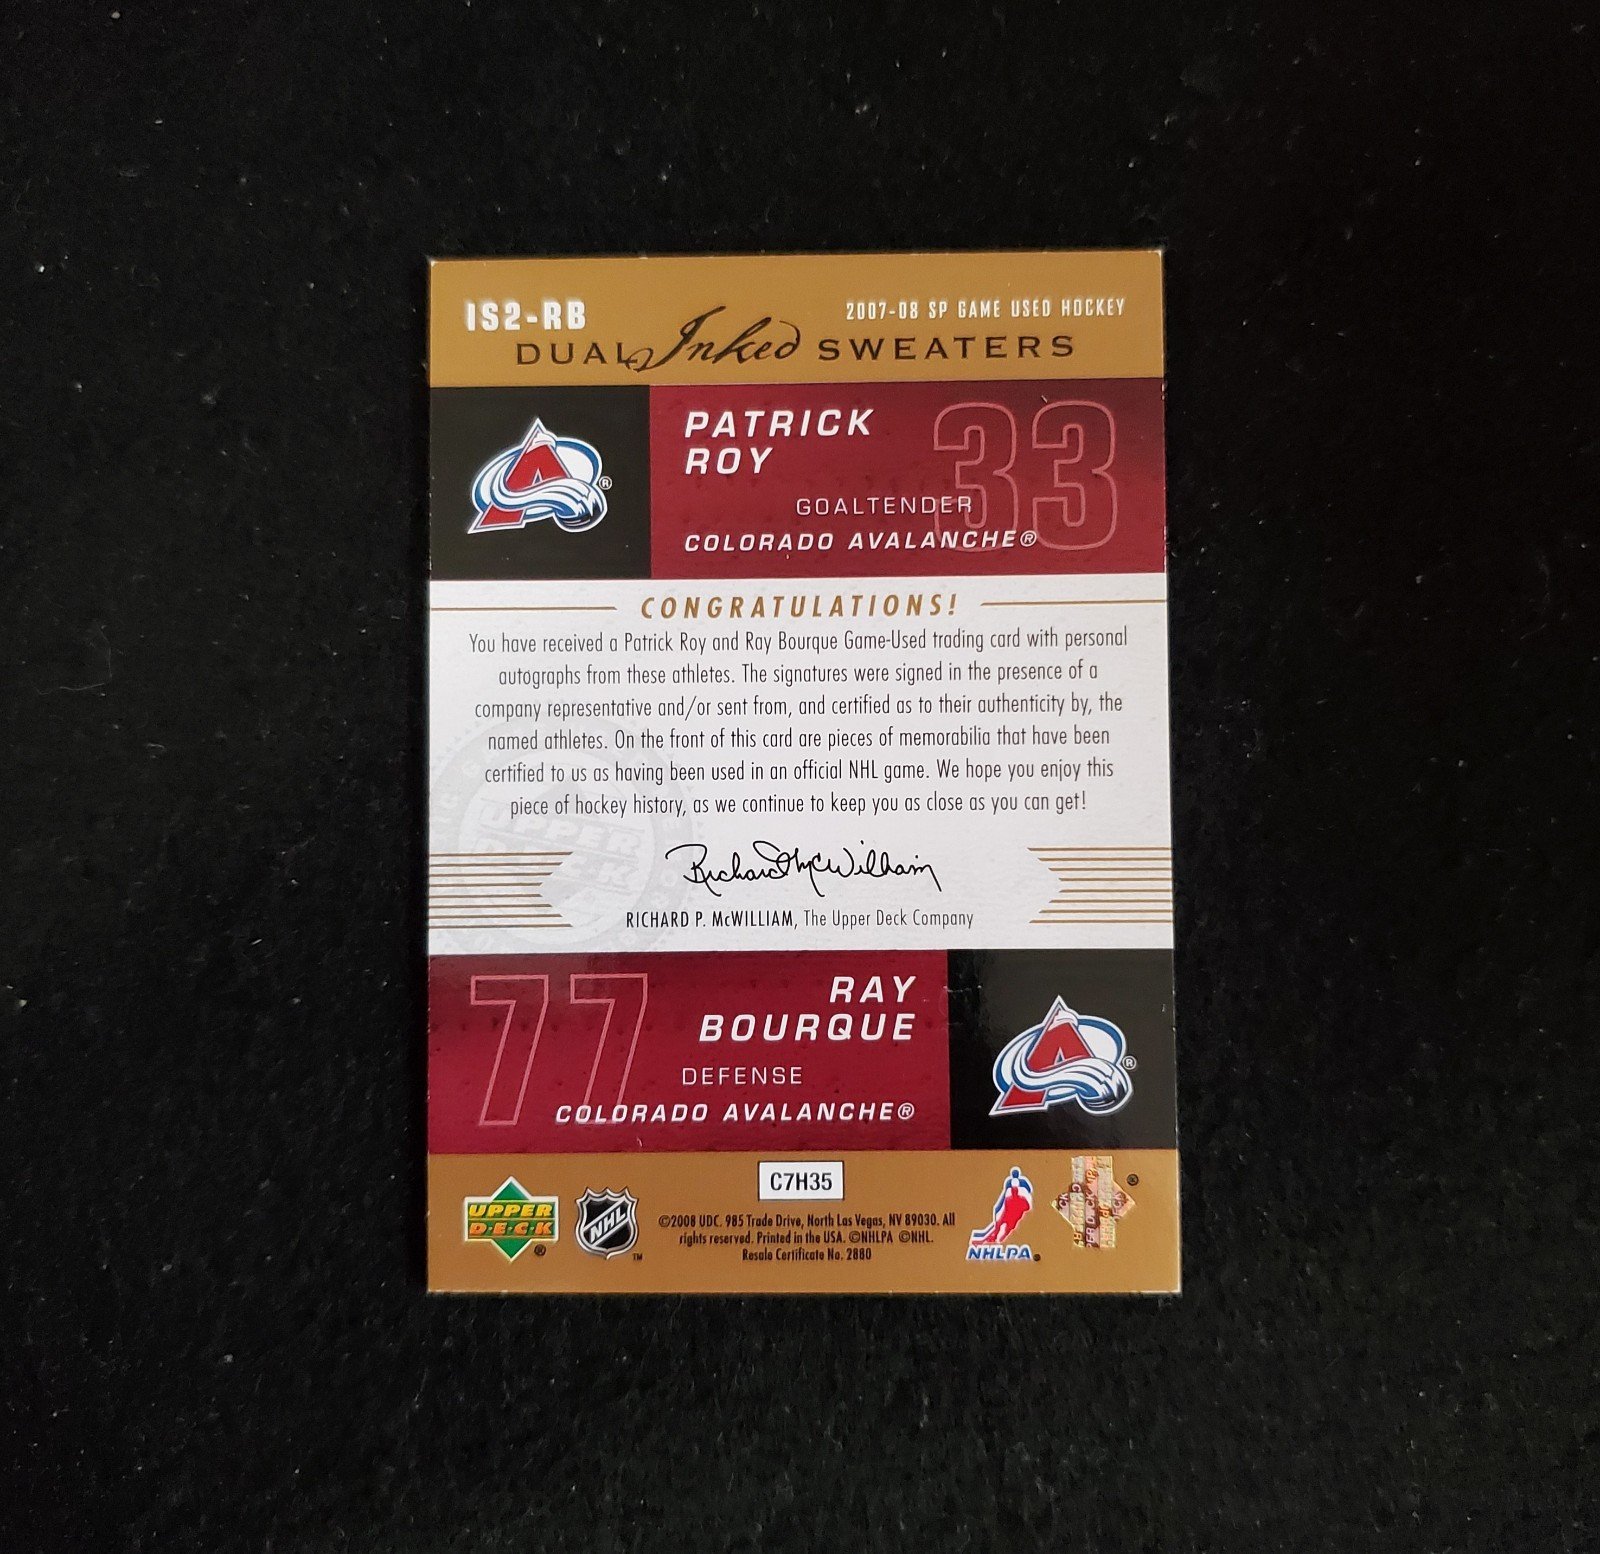 IS2-RB
2007-08 SP GAME USED HOCKEY
DUAL Inked SWEATERS
PATRICK
ROY
33
GOALTENDER
COLORADO AVALANCHE®
®
CONGRATULATIONS!
You have received a Patrick Roy and Ray Bourque Game-Used trading card with personal
autographs from these athletes. The signatures were signed in the presence of a
company representative and/or sent from, and certified as to their authenticity by, the
named athletes. On the front of this card are pieces of memorabilia that have been
certified to us as having been used in an official NHL game. We hope you enjoy this
piece of hockey history, as we continue to keep you as close as you can get!
UPPER
DECK
Richard McWilliam
RICHARD P. McWILLIAM, The Upper Deck Company
77
RAY
BOURQUE
DEFENSE
COLORADO AVALANCHE®
®
C7H35
UPPER
DECK
®
NHL
TM
©2008 UDC. 985 Trade Drive, North Las Vegas, NV 89030. All
rights reserved. Printed in the USA. ©NHLPA ©NHL.
Resale Certificate No. 2880
NHLPA®
®